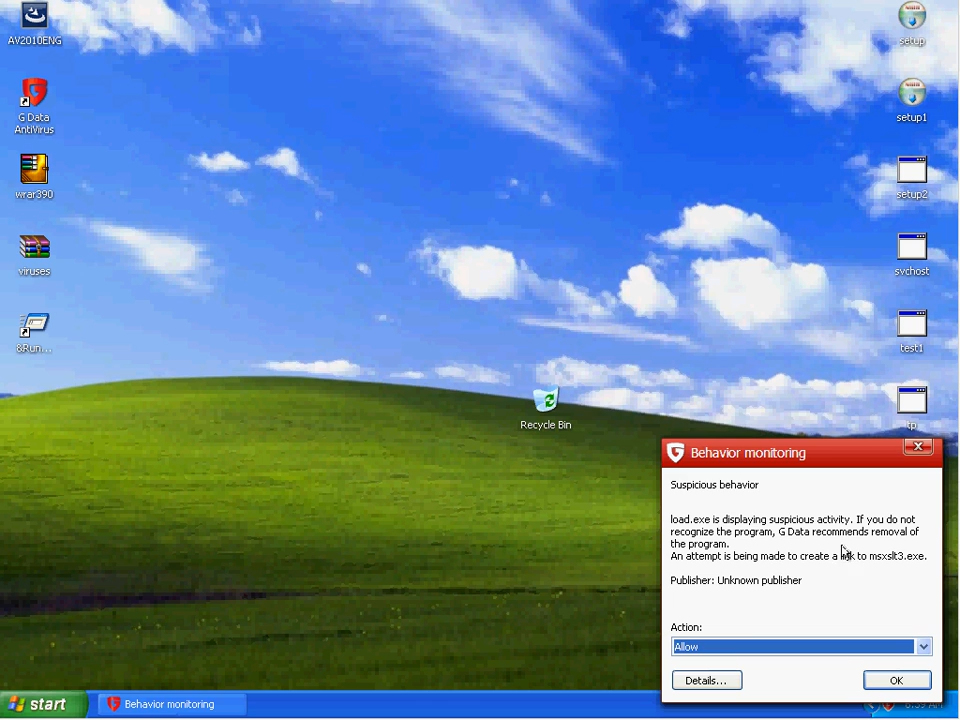 AV2010ENG
G Data
AntiVirus
wrar390
viruses
&Run...
setup
setup1
setup2
svchost
test1
tp
Recycle Bin
Behavior monitoring
Suspicious behavior
load.exe is displaying suspicious activity. If you do not
recognize the program, G Data recommends removal of
the program.
An attempt is being made to create a link to msxslt3.exe.
Publisher: Unknown publisher
Action:
Allow
Details...
OK
start
Behavior monitoring